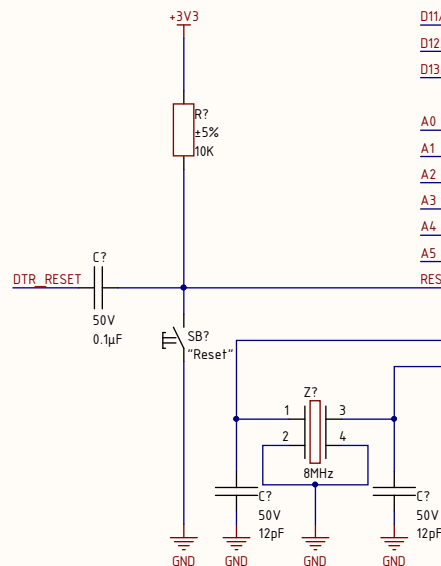 +3V3
D11
D12
D13
R?
±5%
10K
A0
A1
A2
A3
A4
A5
C?
DTR_RESET
RES
50V
0.1µF
SB?
"Reset"
Z?
1
3
2
4
8MHz
C?
50V
12pF
C?
50V
12pF
GND
GND
GND
GND